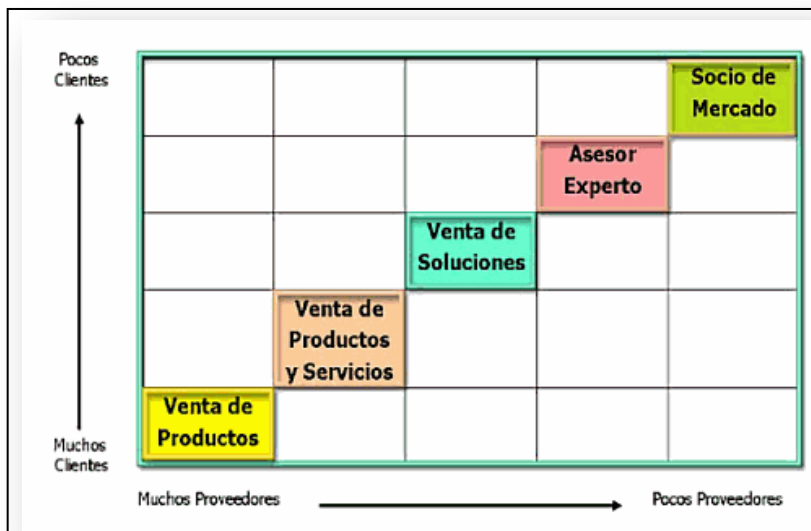 Pocos
Clientes
Socio de
Mercado
Asesor
Experto
Venta de
Soluciones
Venta de
Productos
y Servicios
Venta de
Productos
Muchos
Clientes
Muchos Proveedores
Pocos Proveedores